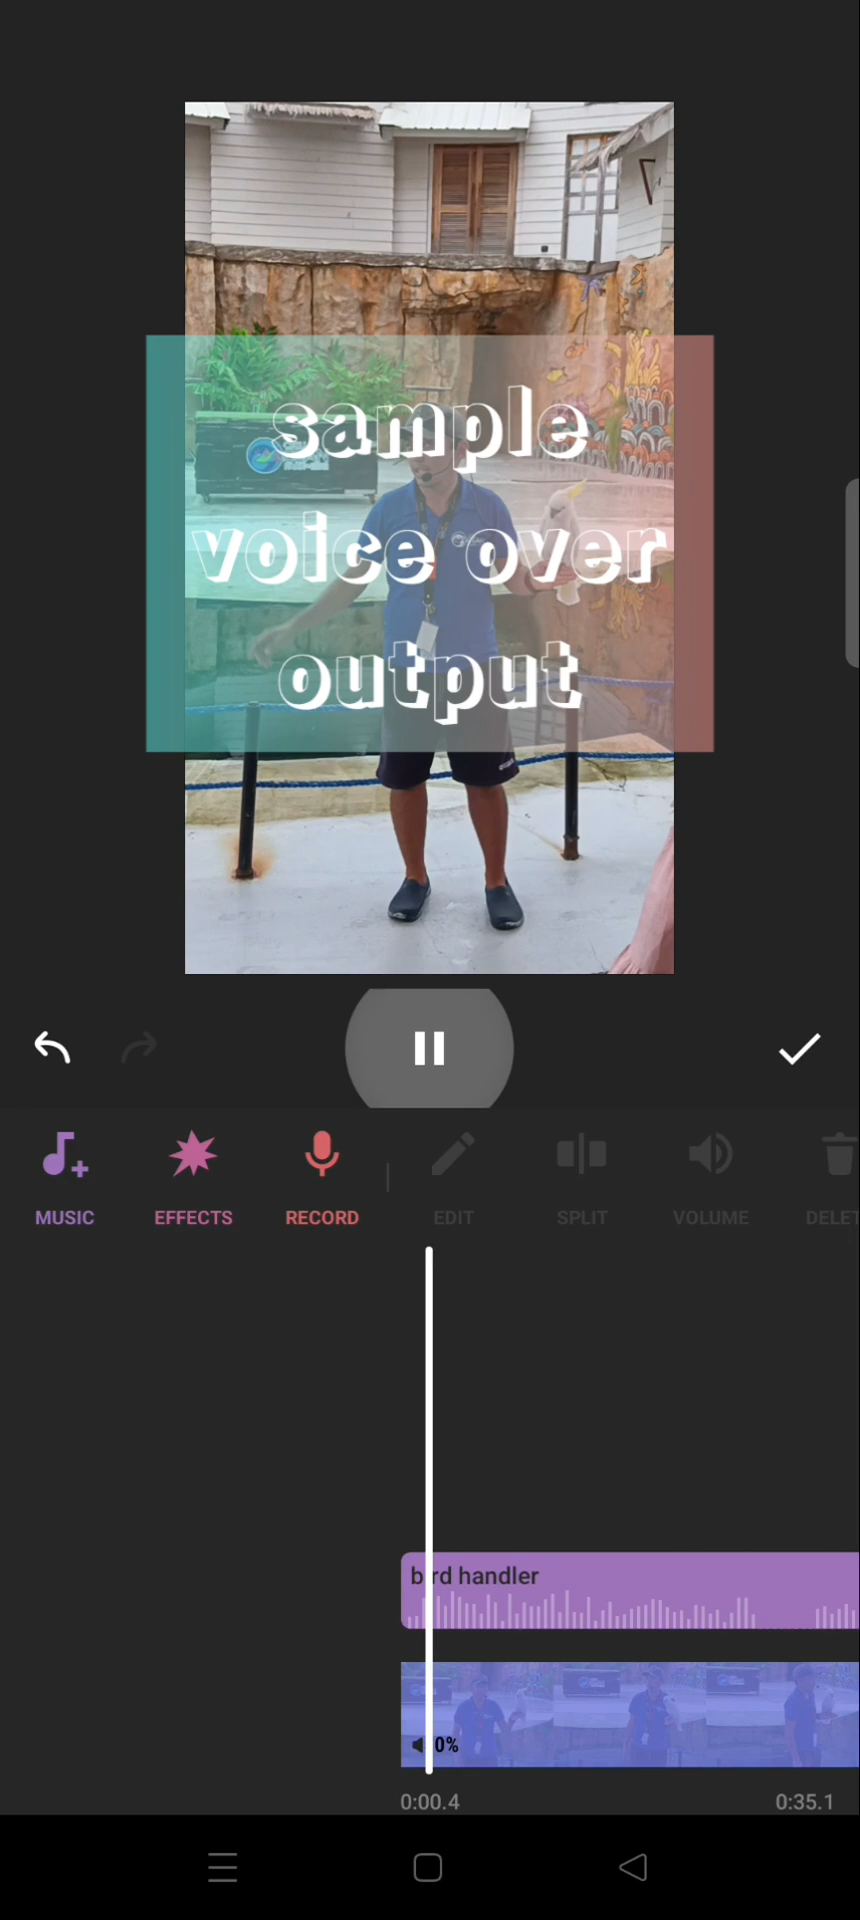 sample
voice over
output
MUSIC
EFFECTS
RECORD
EDIT
SPLIT
VOLUME
DELET
bird handler
0%
0:00.4
0:35.1